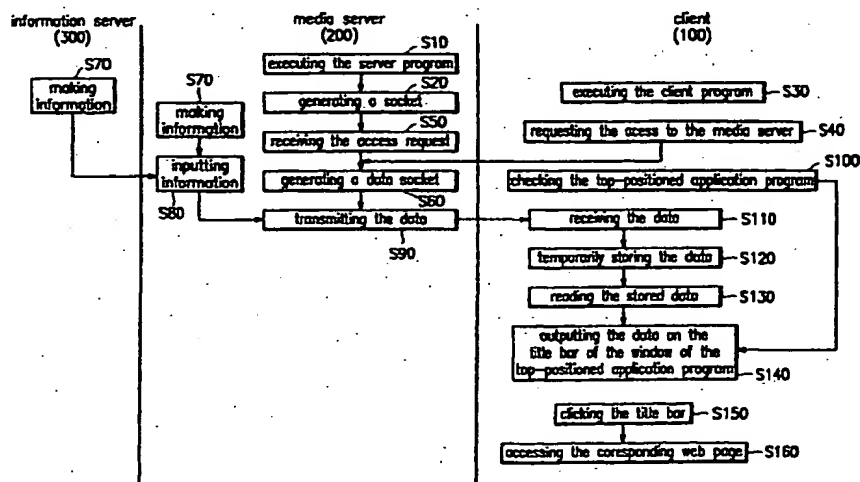 information server
(300)
media server
(200)
client
(100)
S70
making
information
S70
making
information
inputting
information
S80
S10
executing the server program
S20
generating a socket
S50
receiving the access request
generating a data socket
S60
transmitting the data
S90
executing the client program
S30
requesting the acess to the media server
S40
S100
checking the top-positioned application program
receiving the data
S110
temporarily storing the data
S120
reading the stored data
S130
outputting the data on the
title bar of the window of the
top-positioned application program
S140
clicking the title bar
S150
accessing the coresponding web page
S160